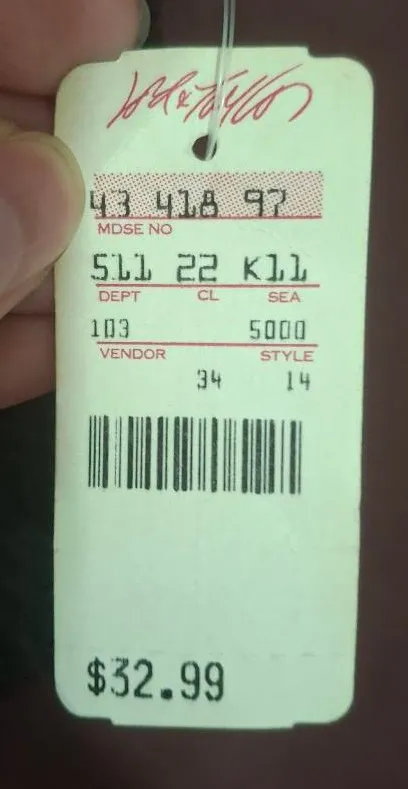 Lord & Taylor
43 418 97
MDSE NO
511 22 K11
DEPT CL SEA
103 5000
VENDOR STYLE
34 14
$32.99